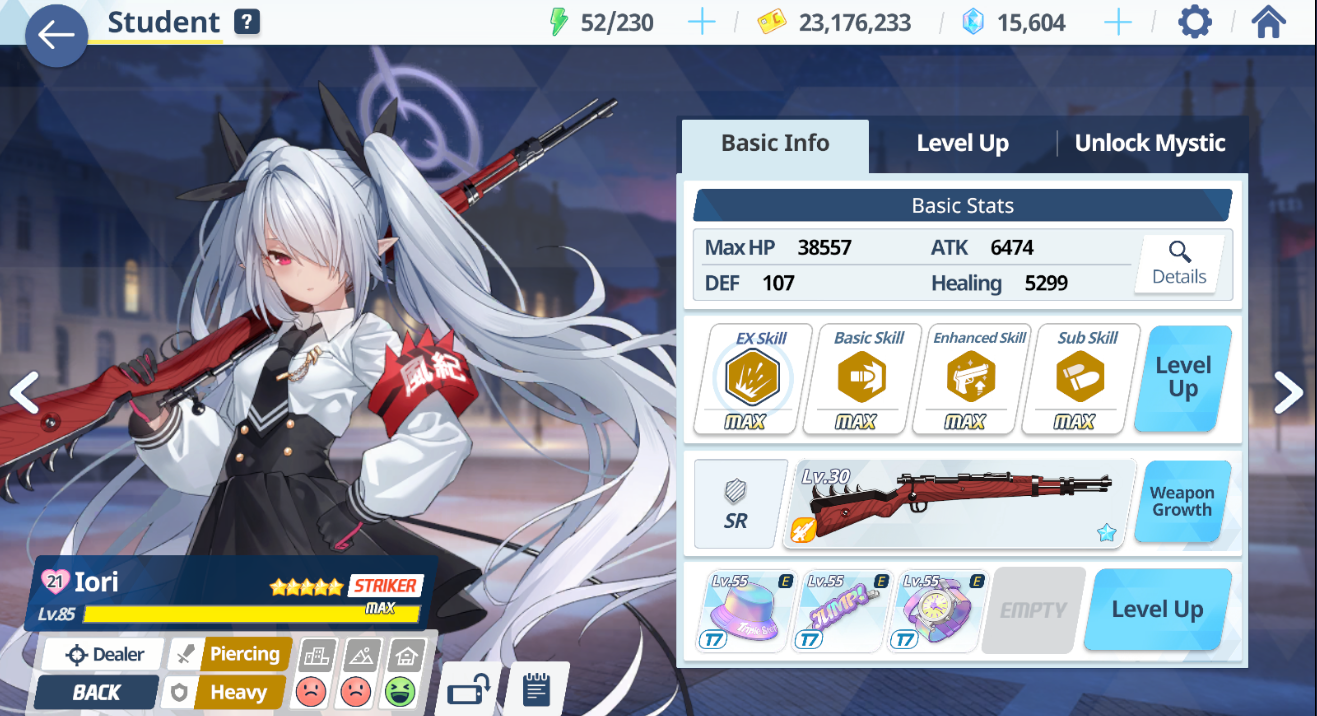 Student ?
52/230
23,176,233
15,604
Basic Info
Level Up
Unlock Mystic
Basic Stats
Max HP 38557 ATK 6474
DEF 107 Healing 5299
Details
EX Skill
Basic Skill
Enhanced Skill
Sub Skill
MAX
MAX
MAX
MAX
Level
Up
SR
Lv.30
Weapon
Growth
Lv.55 E
T7
Lv.55 E
JUMP!
T7
Lv.55 E
T7
EMPTY
Level Up
風紀
21 Iori
STRIKER
Lv.85
MAX
Dealer
Piercing
BACK
Heavy